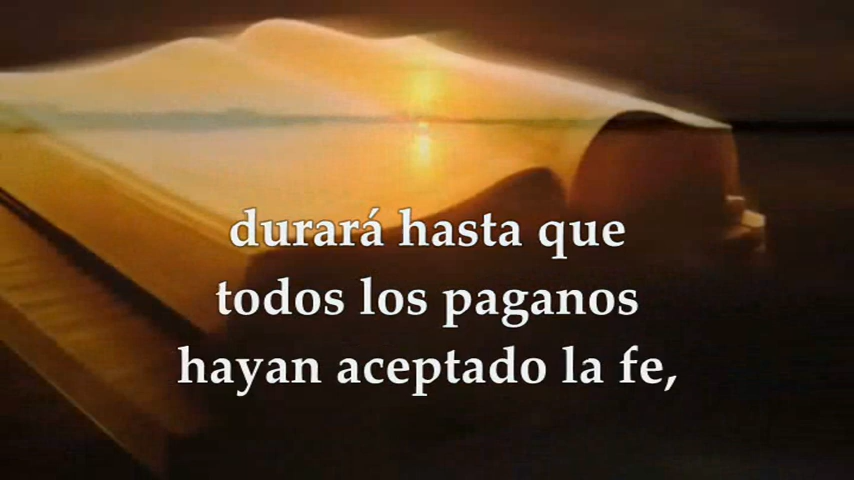 durará hasta que
todos los paganos
hayan aceptado la fe,